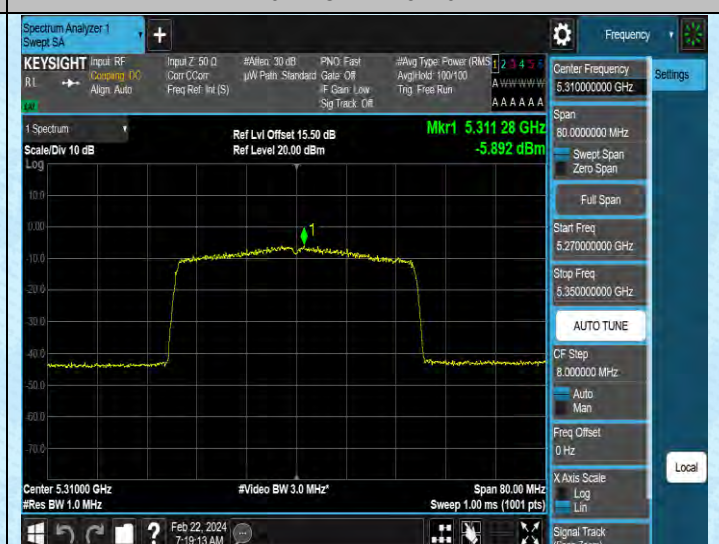 Spectrum Analyzer 1
Swept SA
+
Frequency
KEYSIGHT
RL
Input: RF
Coupling: DC
Align: Auto
Input Z: 50 Ω
Corr CCorr
Freq Ref: Int (S)
#Atten: 30 dB
µW Path: Standard
PNO: Fast
Gate: Off
IF Gain: Low
Sig Track: Off
#Avg Type: Power (RMS
Avg|Hold: 100/100
Trig: Free Run
1 2 3 4 5 6
A W W W W W
A A A A A A
1 Spectrum
Scale/Div 10 dB
Log
Ref Lvl Offset 15.50 dB
Ref Level 20.00 dBm
Mkr1 5.311 28 GHz
-5.892 dBm
10.0
0.00
-10.0
-20.0
-30.0
-40.0
-50.0
-60.0
-70.0
1
Center 5.31000 GHz
#Res BW 1.0 MHz
#Video BW 3.0 MHz*
Span 80.00 MHz
Sweep 1.00 ms (1001 pts)
Center Frequency
5.310000000 GHz
Settings
Span
80.0000000 MHz
Swept Span
Zero Span
Full Span
Start Freq
5.270000000 GHz
Stop Freq
5.350000000 GHz
AUTO TUNE
CF Step
8.000000 MHz
Auto
Man
Freq Offset
0 Hz
X Axis Scale
Log
Lin
Local
Signal Track
(Span Zoom)
?
Feb 22, 2024
7:19:13 AM